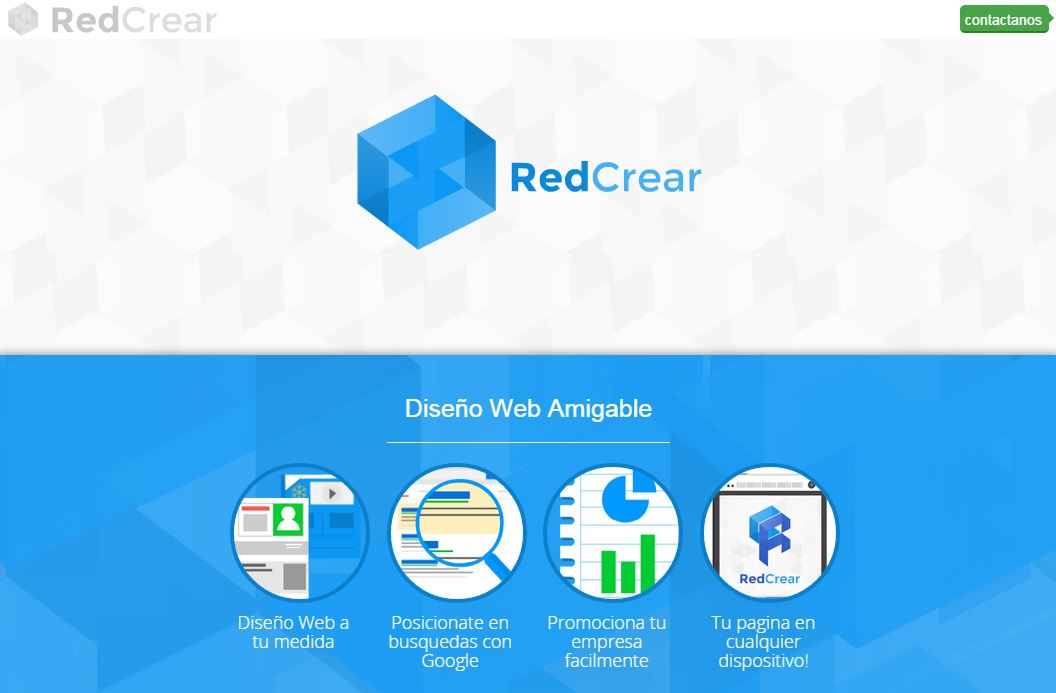 RedCrear
contactanos
RedCrear
Diseño Web Amigable
RedCrear
Diseño Web a
tu medida
Posicionate en
busquedas con
Google
Promociona tu
empresa
facilmente
Tu pagina en
cualquier
dispositivo!